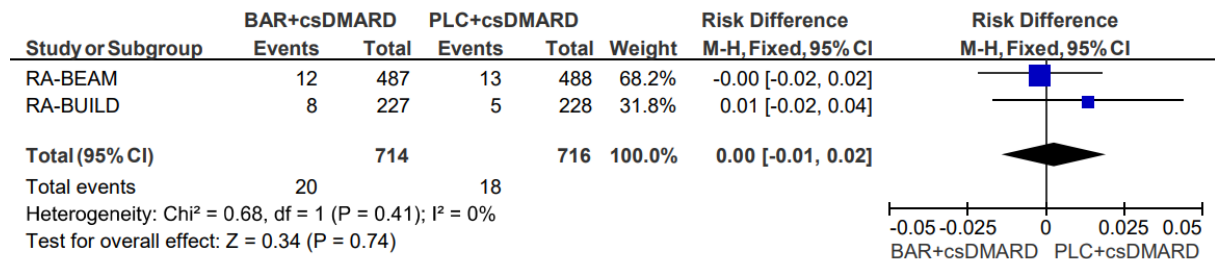 BAR+csDMARD PLC+csDMARD Risk Difference Risk Difference
Study or Subgroup Events Total Events Total Weight M-H, Fixed, 95% CI M-H, Fixed, 95% CI
RA-BEAM 12 487 13 488 68.2% -0.00 [-0.02, 0.02]
RA-BUILD 8 227 5 228 31.8% 0.01 [-0.02, 0.04]
Total (95% CI) 714 716 100.0% 0.00 [-0.01, 0.02]
Total events 20 18
Heterogeneity: Chi² = 0.68, df = 1 (P = 0.41); I² = 0%
Test for overall effect: Z = 0.34 (P = 0.74)
-0.05 -0.025 0 0.025 0.05
BAR+csDMARD PLC+csDMARD